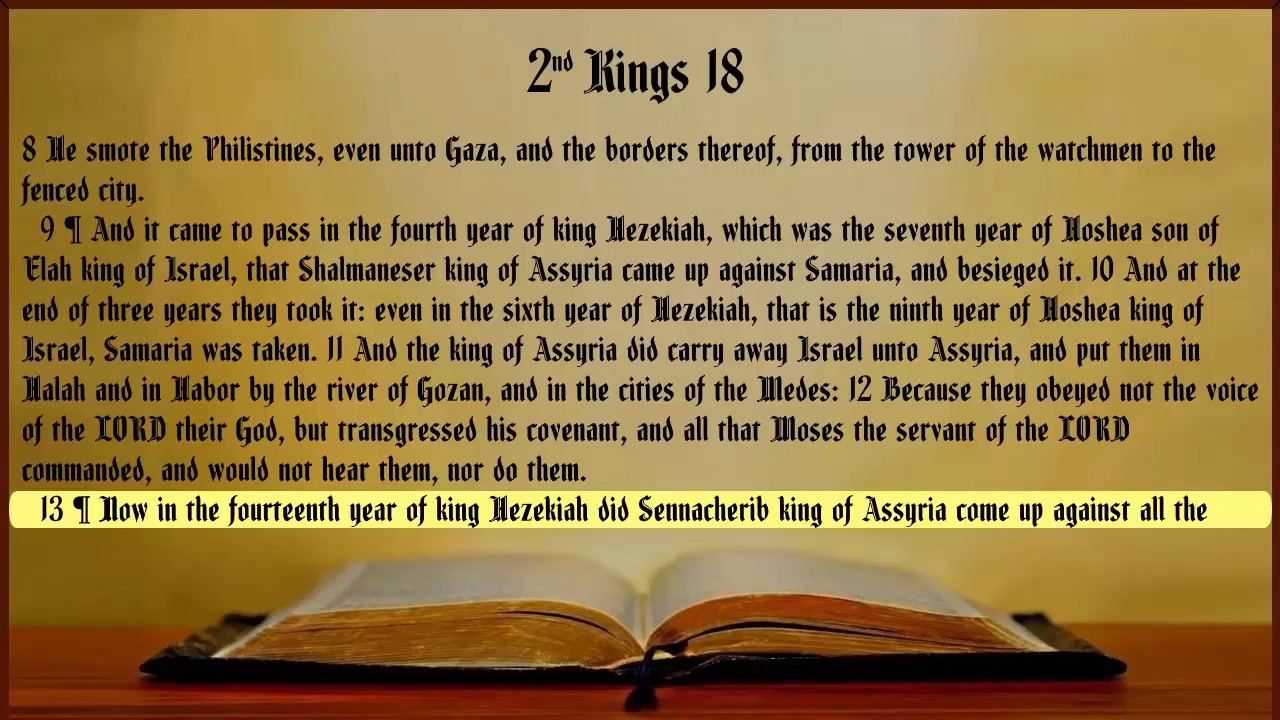 2nd Kings 18
8 He smote the Philistines, even unto Gaza, and the borders thereof, from the tower of the watchmen to the
fenced city.
9 ¶ And it came to pass in the fourth year of king Hezekiah, which was the seventh year of Hoshea son of
Elah king of Israel, that Shalmaneser king of Assyria came up against Samaria, and besieged it. 10 And at the
end of three years they took it: even in the sixth year of Hezekiah, that is the ninth year of Hoshea king of
Israel, Samaria was taken. 11 And the king of Assyria did carry away Israel unto Assyria, and put them in
Halah and in Habor by the river of Gozan, and in the cities of the Medes: 12 Because they obeyed not the voice
of the LORD their God, but transgressed his covenant, and all that Moses the servant of the LORD
commanded, and would not hear them, nor do them.
13 ¶ Now in the fourteenth year of king Hezekiah did Sennacherib king of Assyria come up against all the